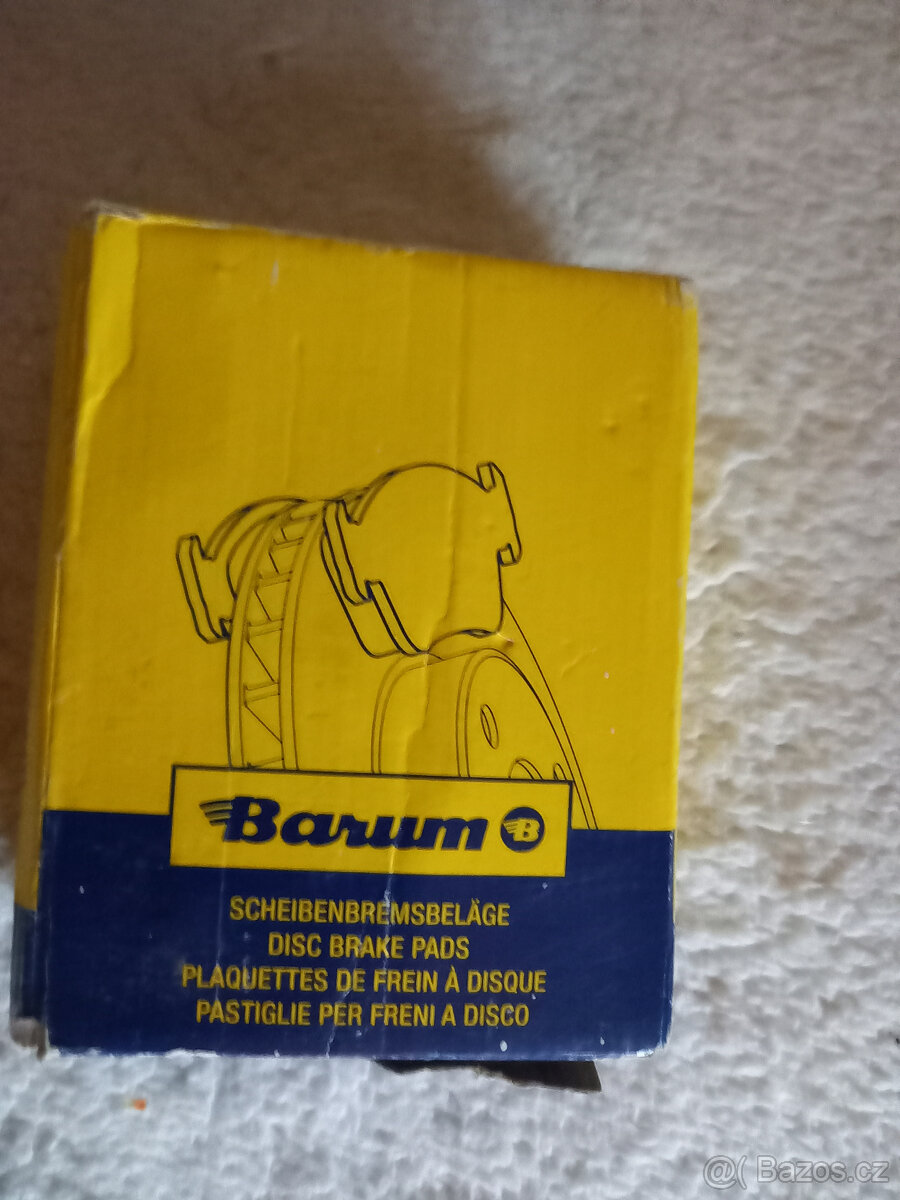 Barum B
SCHEIBENBREMSBELÄGE
DISC BRAKE PADS
PLAQUETTES DE FREIN À DISQUE
PASTIGLIE PER FRENI A DISCO
@( Bazos.cz